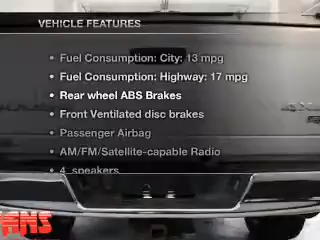 VEHICLE FEATURES
• Fuel Consumption: City: 13 mpg
• Fuel Consumption: Highway: 17 mpg
• Rear wheel ABS Brakes
• Front Ventilated disc brakes
• Passenger Airbag
• AM/FM/Satellite-capable Radio
• 4 speakers